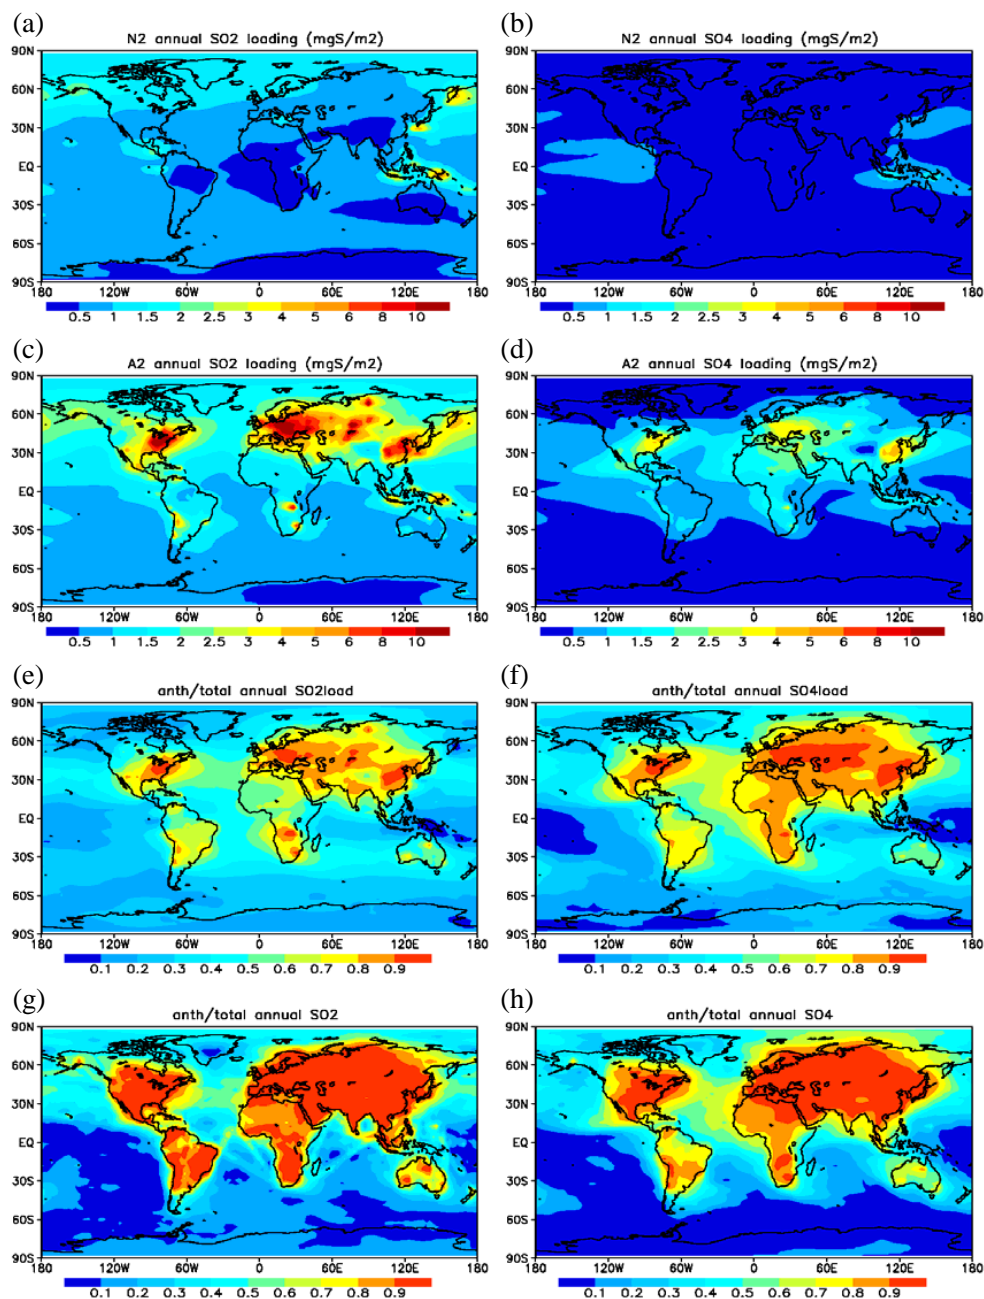 (a)
(b)
N2 annual SO2 loading (mgS/m2)
N2 annual SO4 loading (mgS/m2)
90N
60N
30N
EQ
30S
60S
90S
180 120W 60W 0 60E 120E 180
0.5 1 1.5 2 2.5 3 4 5 6 8 10
90N
60N
30N
EQ
30S
60S
90S
180 120W 60W 0 60E 120E 180
0.5 1 1.5 2 2.5 3 4 5 6 8 10
(c)
(d)
A2 annual SO2 loading (mgS/m2)
A2 annual SO4 loading (mgS/m2)
90N
60N
30N
EQ
30S
60S
90S
180 120W 60W 0 60E 120E 180
0.5 1 1.5 2 2.5 3 4 5 6 8 10
90N
60N
30N
EQ
30S
60S
90S
180 120W 60W 0 60E 120E 180
0.5 1 1.5 2 2.5 3 4 5 6 8 10
(e)
(f)
anth/total annual SO2load
anth/total annual SO4load
90N
60N
30N
EQ
30S
60S
90S
180 120W 60W 0 60E 120E 180
0.1 0.2 0.3 0.4 0.5 0.6 0.7 0.8 0.9
90N
60N
30N
EQ
30S
60S
90S
180 120W 60W 0 60E 120E 180
0.1 0.2 0.3 0.4 0.5 0.6 0.7 0.8 0.9
(g)
(h)
anth/total annual SO2
anth/total annual SO4
90N
60N
30N
EQ
30S
60S
90S
180 120W 60W 0 60E 120E 180
0.1 0.2 0.3 0.4 0.5 0.6 0.7 0.8 0.9
90N
60N
30N
EQ
30S
60S
90S
180 120W 60W 0 60E 120E 180
0.1 0.2 0.3 0.4 0.5 0.6 0.7 0.8 0.9